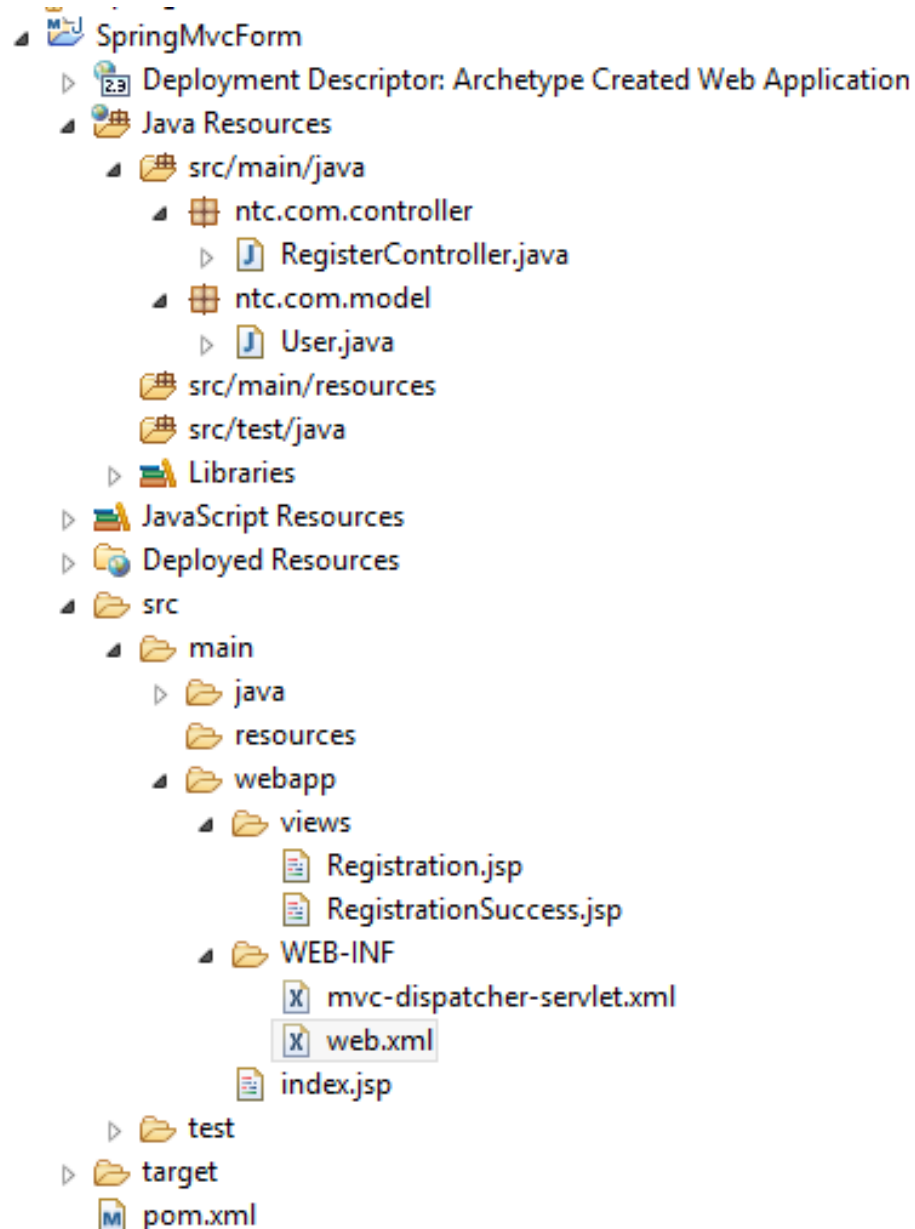 SpringMvcForm
Deployment Descriptor: Archetype Created Web Application
Java Resources
src/main/java
ntc.com.controller
RegisterController.java
ntc.com.model
User.java
src/main/resources
src/test/java
Libraries
JavaScript Resources
Deployed Resources
src
main
java
resources
webapp
views
Registration.jsp
RegistrationSuccess.jsp
WEB-INF
mvc-dispatcher-servlet.xml
web.xml
index.jsp
test
target
pom.xml